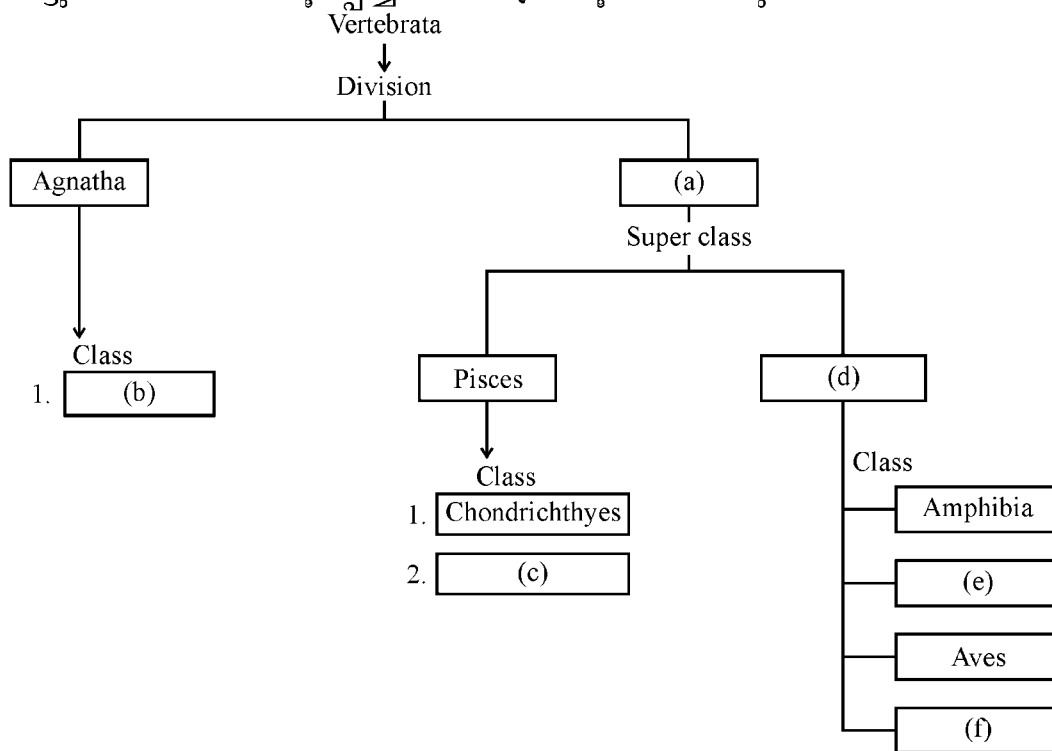 Vertebrata
Division
Agnatha
(a)
Super class
Class
1. (b)
Pisces
(d)
Class
1. Chondrichthyes
2. (c)
Class
Amphibia
(e)
Aves
(f)